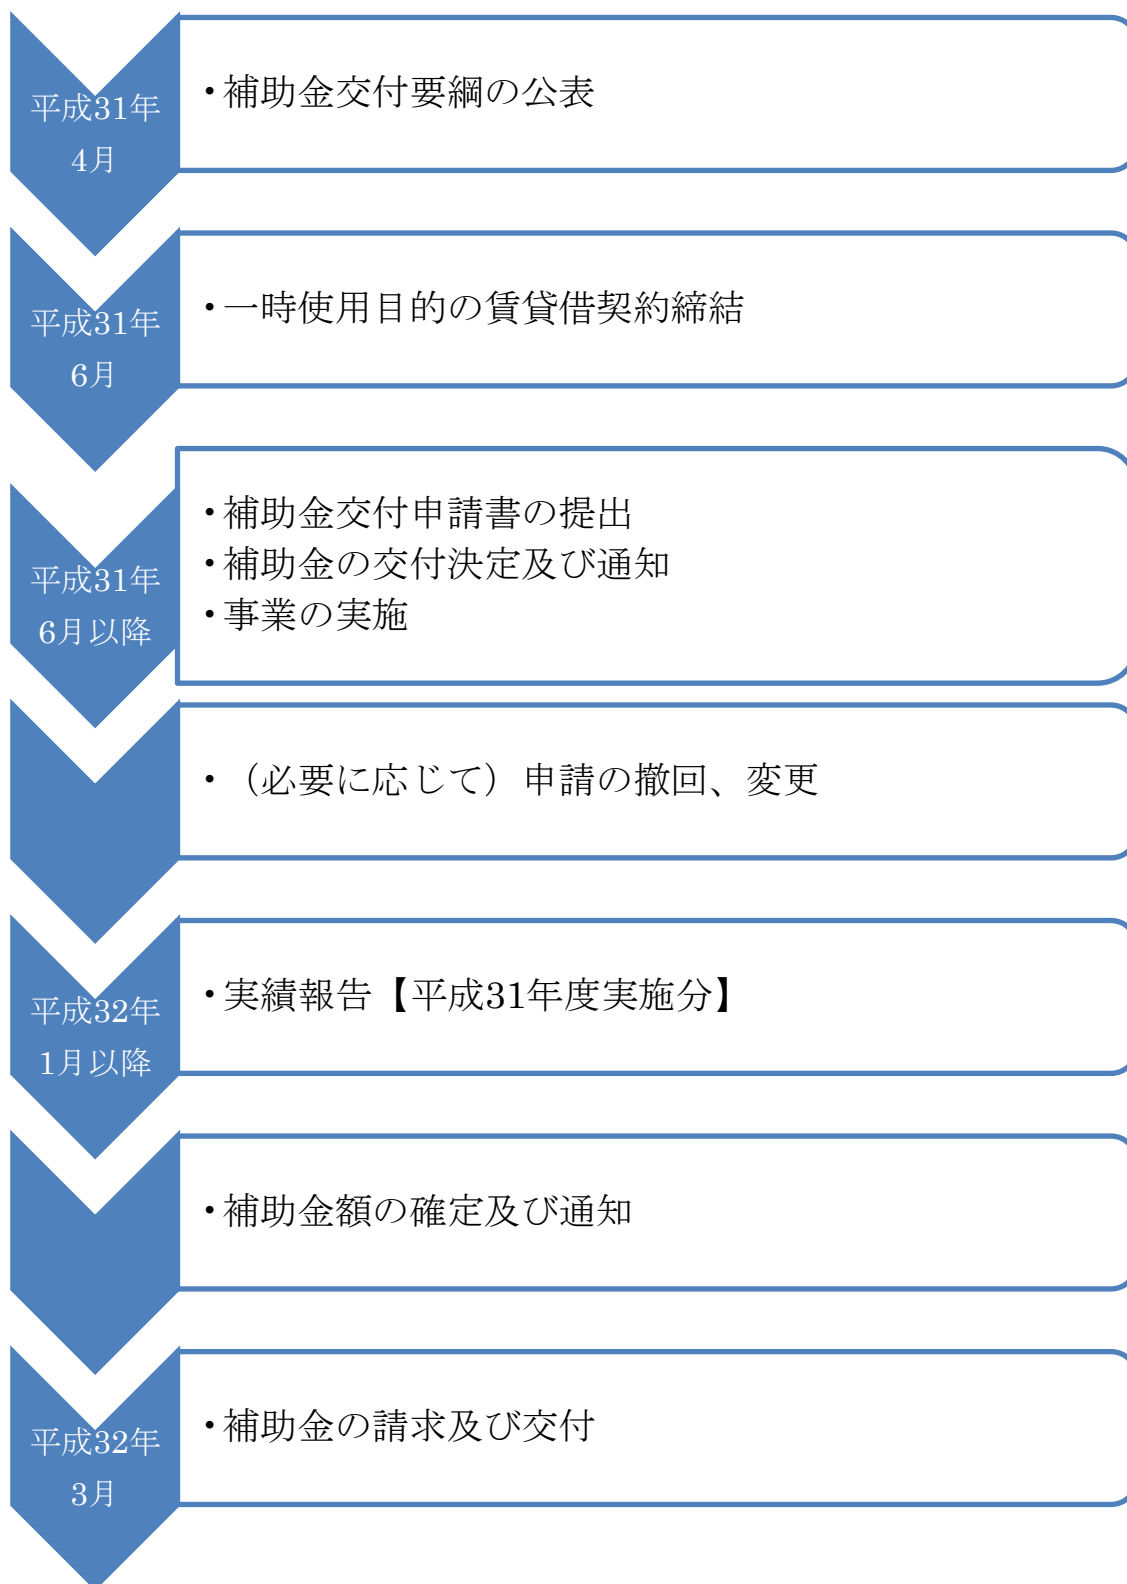 平成31年
4月
・補助金交付要綱の公表
平成31年
6月
・一時使用目的の賃貸借契約締結
平成31年
6月以降
・補助金交付申請書の提出
・補助金の交付決定及び通知
・事業の実施
・（必要に応じて）申請の撤回、変更
平成32年
1月以降
・実績報告【平成31年度実施分】
・補助金額の確定及び通知
平成32年
3月
・補助金の請求及び交付